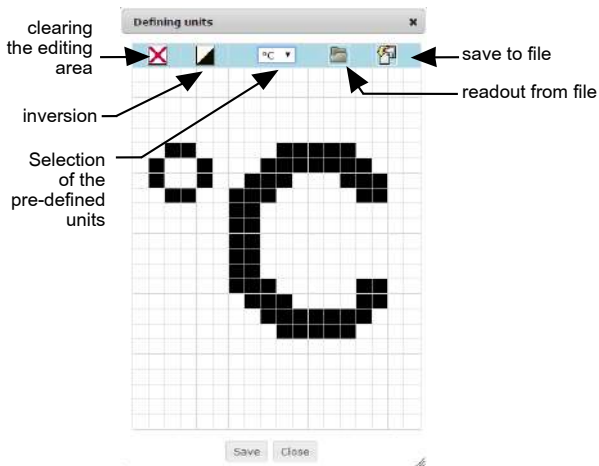 Defining units
clearing
the editing
area
°C
save to file
readout from file
inversion
Selection
of the
pre-defined
units
°C
Save
Close